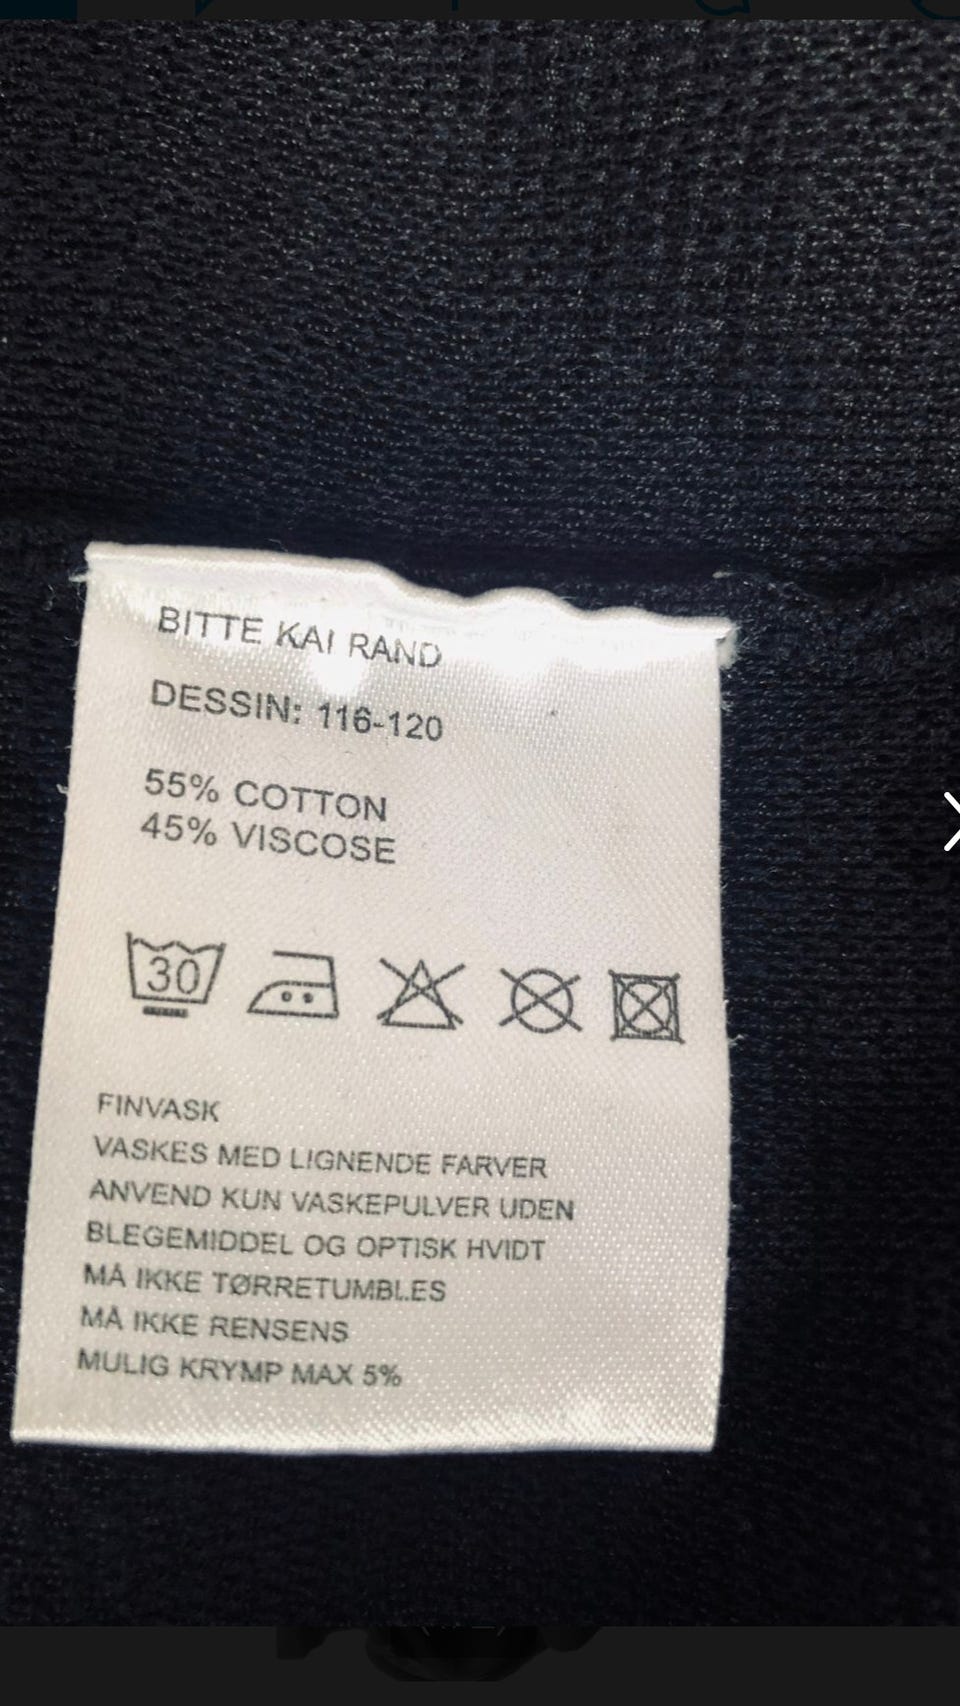 BITTE KAI RAND
DESSIN: 116-120
55% COTTON
45% VISCOSE
30
FINVASK
VASKES MED LIGNENDE FARVER
ANVEND KUN VASKEPULVER UDEN
BLEGEMIDDEL OG OPTISK HVIDT
MÅ IKKE TØRRETUMBLES
MÅ IKKE RENSENS
MULIG KRYMP MAX 5%